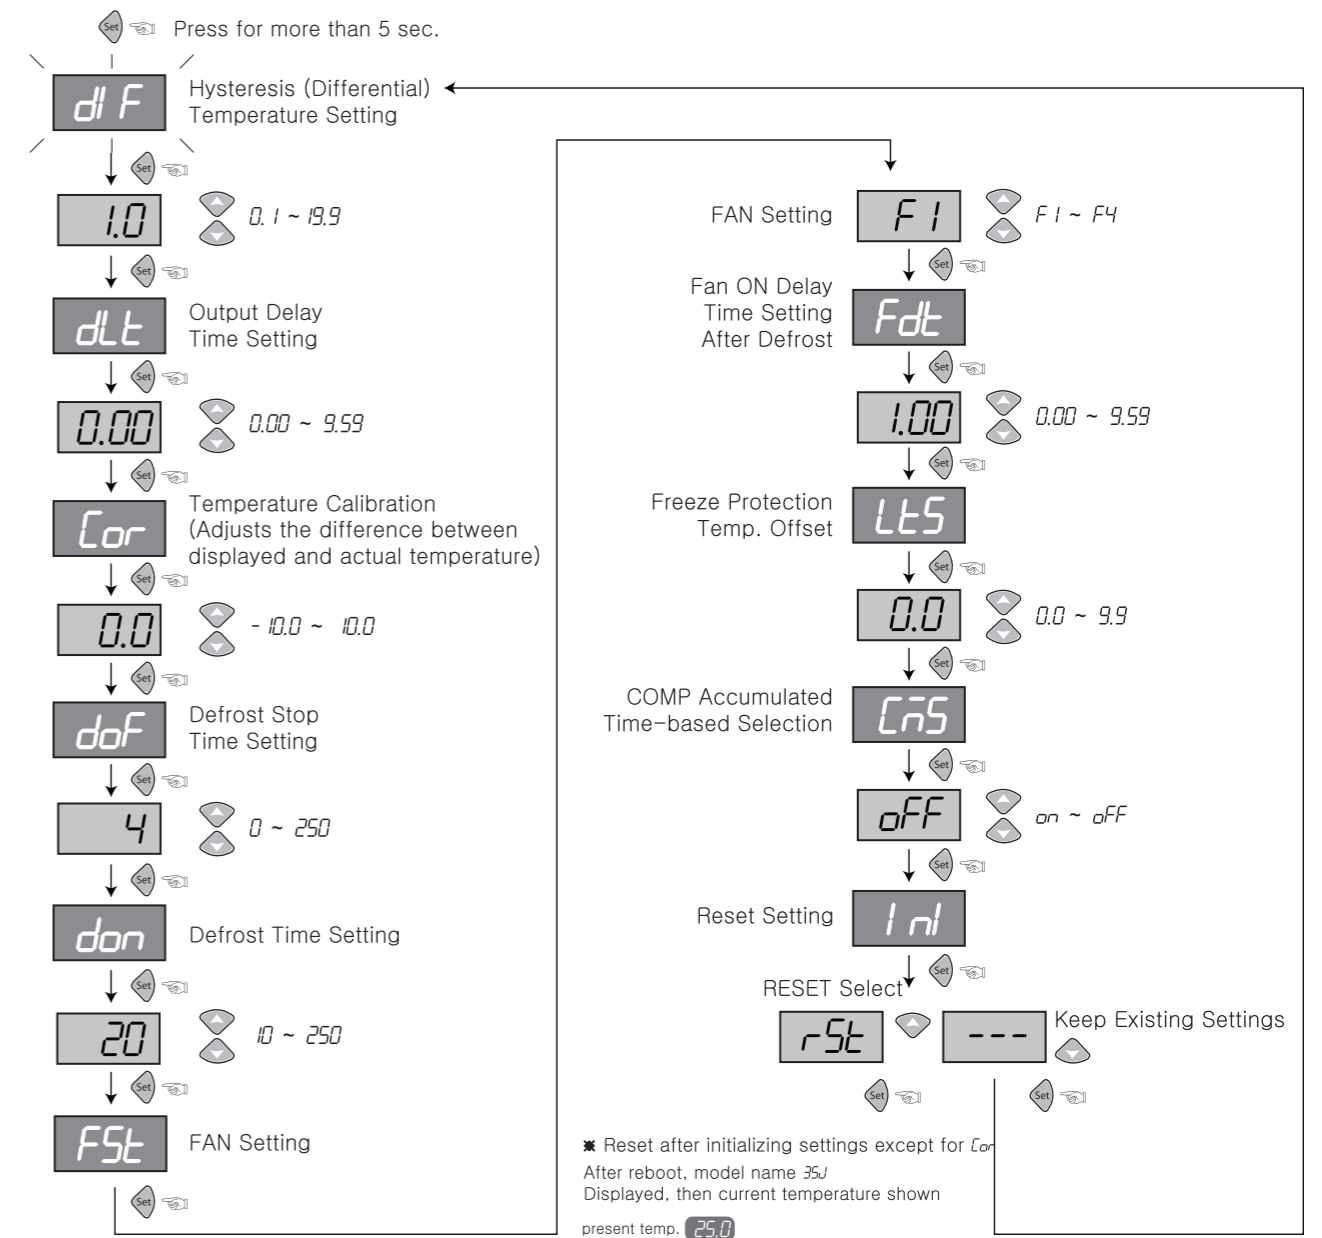 Set Press for more than 5 sec.
dIF
Hysteresis (Differential)
Temperature Setting
Set
1.0
0.1 ~ 19.9
Set
dLt
Output Delay
Time Setting
Set
0.00
0.00 ~ 9.59
Set
Cor
Temperature Calibration
(Adjusts the difference between
displayed and actual temperature)
Set
0.0
-10.0 ~ 10.0
Set
doF
Defrost Stop
Time Setting
Set
4
0 ~ 250
Set
don
Defrost Time Setting
Set
20
10 ~ 250
Set
FSt
FAN Setting
Set
FAN Setting
F1
F1 ~ F4
Set
Fan ON Delay
Time Setting
After Defrost
Fdt
Set
1.00
0.00 ~ 9.59
Set
Freeze Protection
Temp. Offset
LtS
Set
0.0
0.0 ~ 9.9
Set
COMP Accumulated
Time-based Selection
CnS
Set
oFF
on ~ oFF
Set
Reset Setting
InI
Set
RESET Select
rSt
---
Keep Existing Settings
Set
Set
※ Reset after initializing settings except for Cor
After reboot, model name 35J
Displayed, then current temperature shown
present temp. 25.0